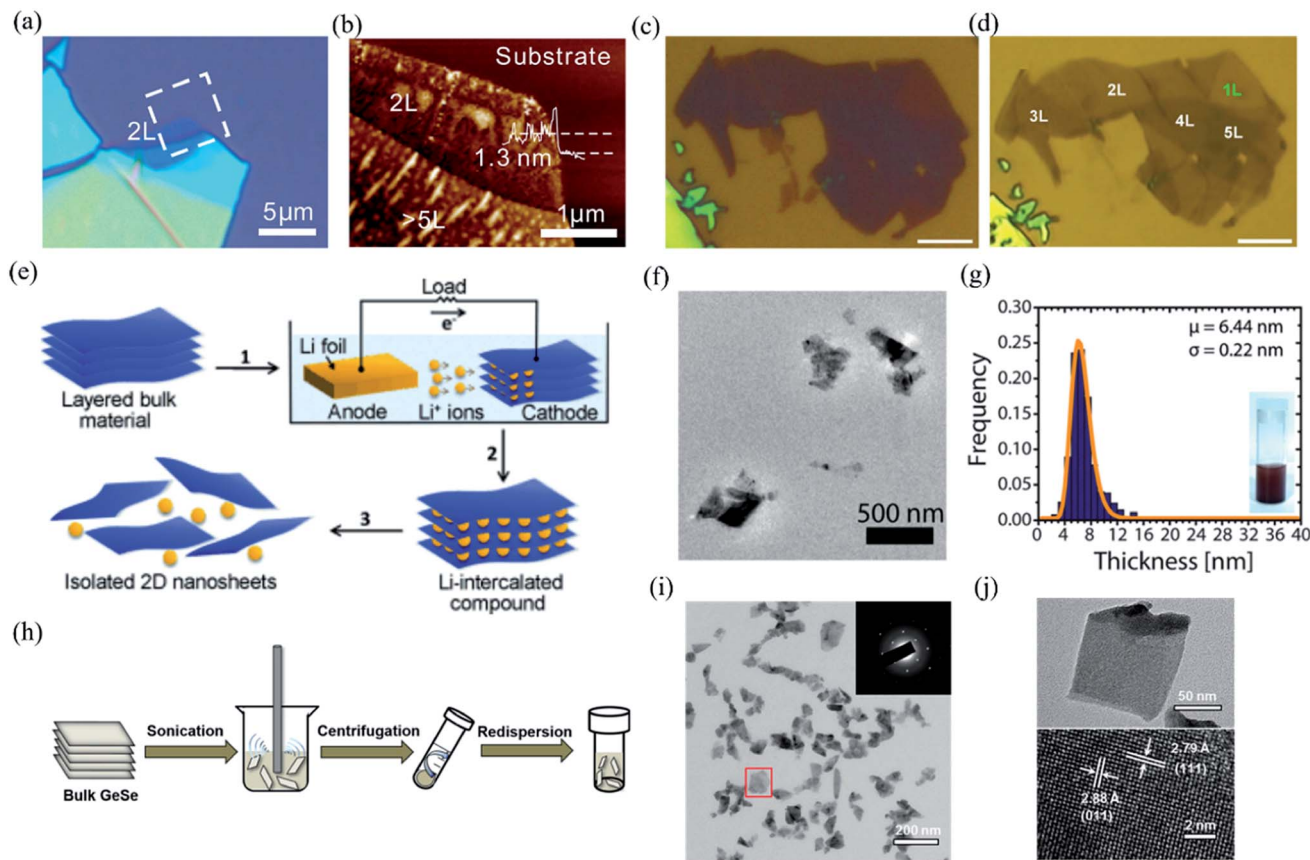 (a)
2L
5μm
(b)
Substrate
2L
1.3 nm
>5L
1μm
(c)
(d)
3L
2L
1L
4L
5L
(e)
Load
e⁻
Li foil
1
Layered bulk
material
Anode
Li⁺ ions
Cathode
2
3
Isolated 2D nanosheets
Li-intercalated
compound
(f)
500 nm
(g)
0.30
0.25
0.20
0.15
0.10
0.05
0.00
Frequency
μ = 6.44 nm
σ = 0.22 nm
0 4 8 12 16 20 24 28 32 36 40
Thickness [nm]
(h)
Sonication
Centrifugation
Redispersion
Bulk GeSe
(i)
200 nm
(j)
50 nm
2.79 Å
(111)
2.88 Å
(011)
2 nm